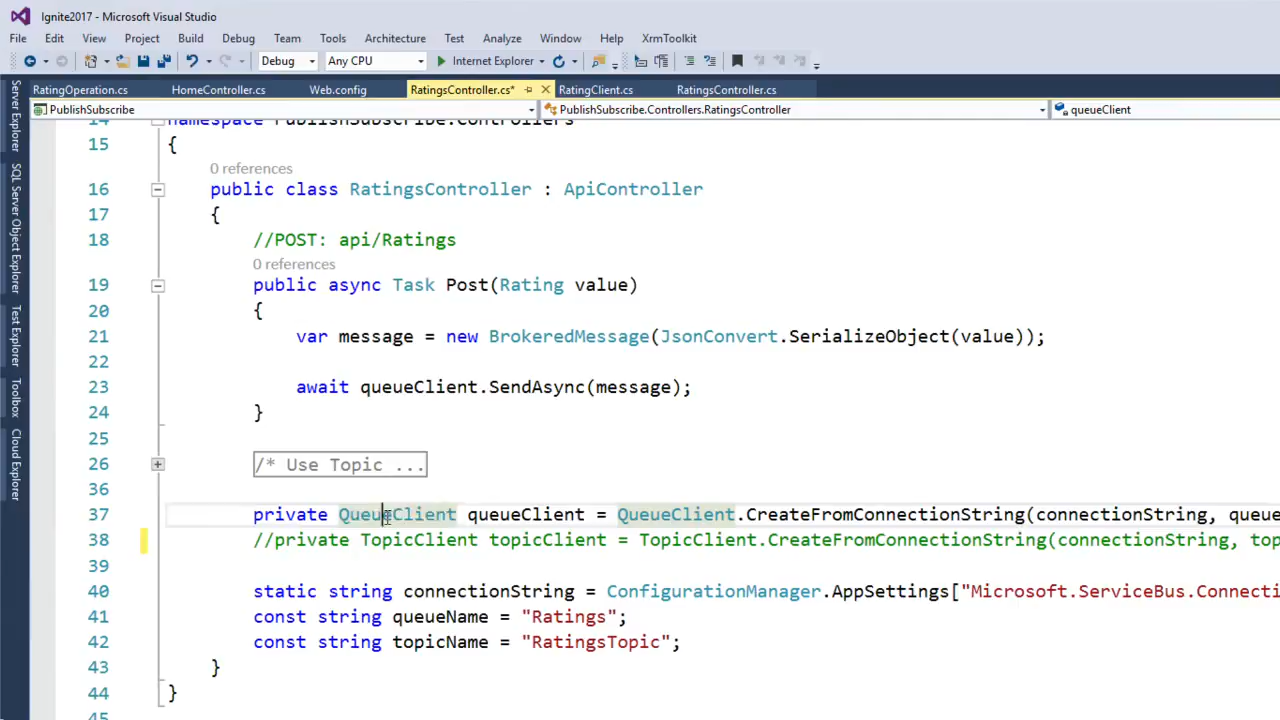 Ignite2017 - Microsoft Visual Studio
File Edit View Project Build Debug Team Tools Architecture Test Analyze Window Help XrmToolkit
Debug Any CPU Internet Explorer
RatingOperation.cs HomeController.cs Web.config RatingsController.cs* RatingClient.cs RatingsController.cs
PublishSubscribe PublishSubscribe.Controllers.RatingsController queueClient
Server Explorer
SQL Server Object Explorer
Test Explorer
Toolbox
Cloud Explorer
14 namespace PublishSubscribe.Controllers
15 {
0 references
16 public class RatingsController : ApiController
17 {
18 //POST: api/Ratings
0 references
19 public async Task Post(Rating value)
20 {
21 var message = new BrokeredMessage(JsonConvert.SerializeObject(value));
22
23 await queueClient.SendAsync(message);
24 }
25
26 /* Use Topic ...
36
37 private QueueClient queueClient = QueueClient.CreateFromConnectionString(connectionString, queue
38 //private TopicClient topicClient = TopicClient.CreateFromConnectionString(connectionString, top
39
40 static string connectionString = ConfigurationManager.AppSettings["Microsoft.ServiceBus.Connecti
41 const string queueName = "Ratings";
42 const string topicName = "RatingsTopic";
43 }
44 }
45